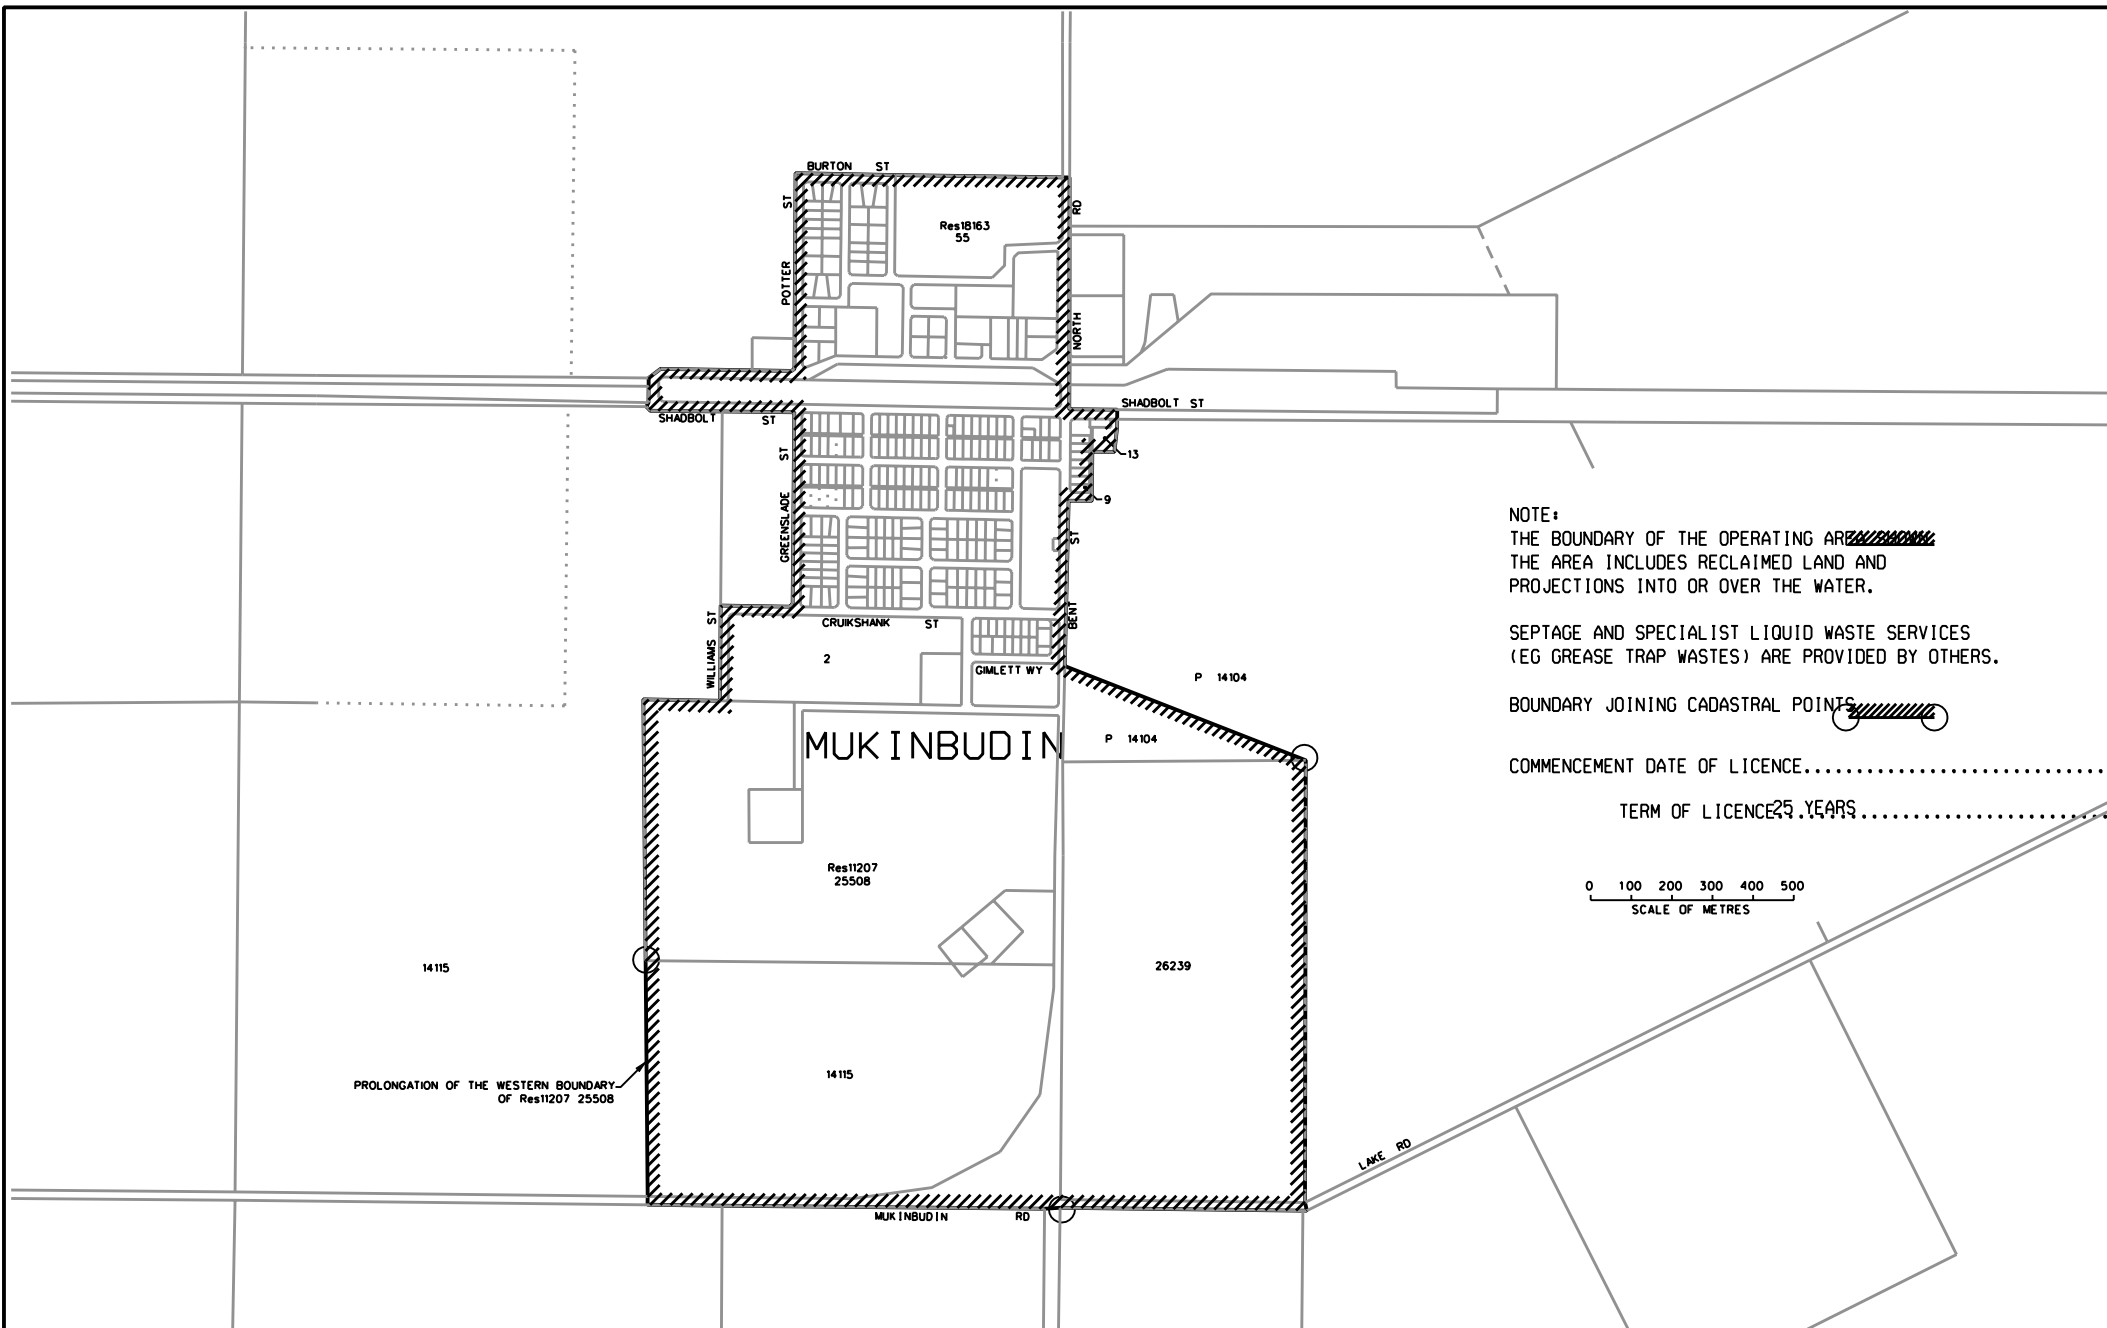 BURTON ST
ST
RD
Res18163
55
POTTER
NORTH
SHADBOLT ST
SHADBOLT ST
ST
13
9
GREENSLADE
ST
NOTE:
THE BOUNDARY OF THE OPERATING AREA SHOWN
THE AREA INCLUDES RECLAIMED LAND AND
PROJECTIONS INTO OR OVER THE WATER.
BENT
ST
CRUIKSHANK ST
WILLIAMS
2
GIMLETT WY
SEPTAGE AND SPECIALIST LIQUID WASTE SERVICES
(EG GREASE TRAP WASTES) ARE PROVIDED BY OTHERS.
P 14104
BOUNDARY JOINING CADASTRAL POINTS
MUKINBUDIN
P 14104
COMMENCEMENT DATE OF LICENCE..................................
TERM OF LICENCE 25 YEARS..................................
Res11207
25508
0 100 200 300 400 500
SCALE OF METRES
14115
26239
14115
PROLONGATION OF THE WESTERN BOUNDARY
OF Res11207 25508
LAKE RD
MUKINBUDIN RD